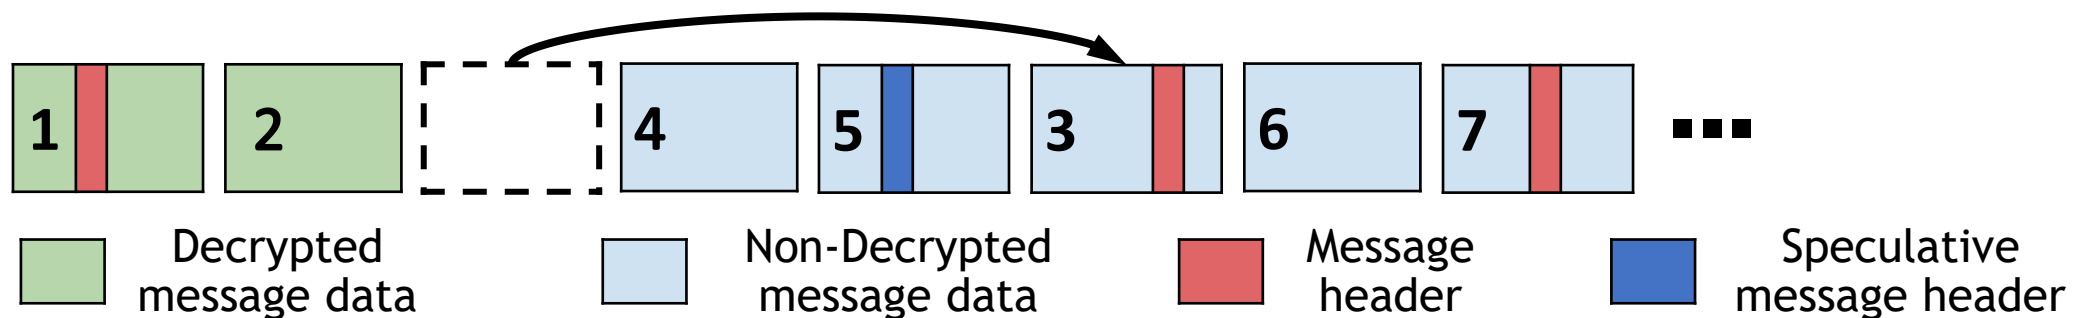 1 2 4 5 3 6 7 ...
Decrypted
message data
Non-Decrypted
message data
Message
header
Speculative
message header